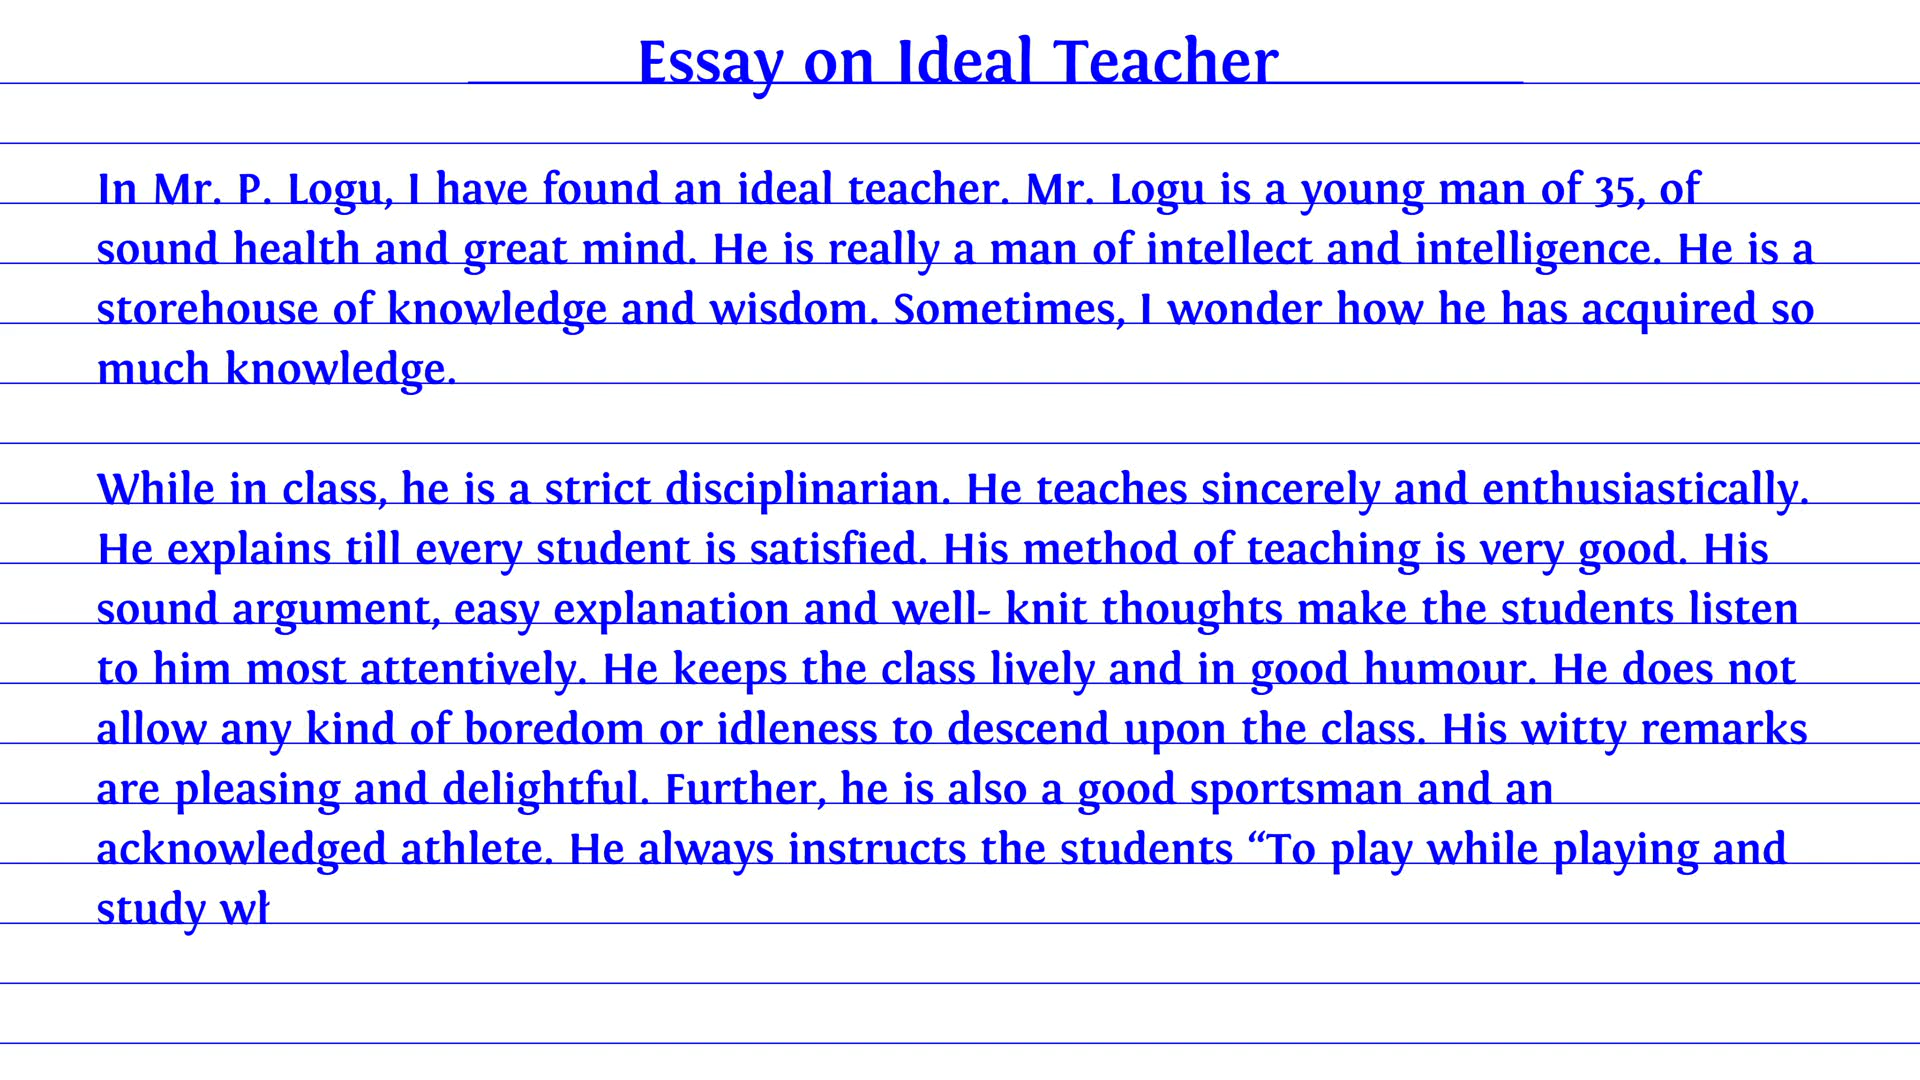 Essay on Ideal Teacher
In Mr. P. Logu, I have found an ideal teacher. Mr. Logu is a young man of 35, of
sound health and great mind. He is really a man of intellect and intelligence. He is a
storehouse of knowledge and wisdom. Sometimes, I wonder how he has acquired so
much knowledge.
While in class, he is a strict disciplinarian. He teaches sincerely and enthusiastically.
He explains till every student is satisfied. His method of teaching is very good. His
sound argument, easy explanation and well- knit thoughts make the students listen
to him most attentively. He keeps the class lively and in good humour. He does not
allow any kind of boredom or idleness to descend upon the class. His witty remarks
are pleasing and delightful. Further, he is also a good sportsman and an
acknowledged athlete. He always instructs the students “To play while playing and
study